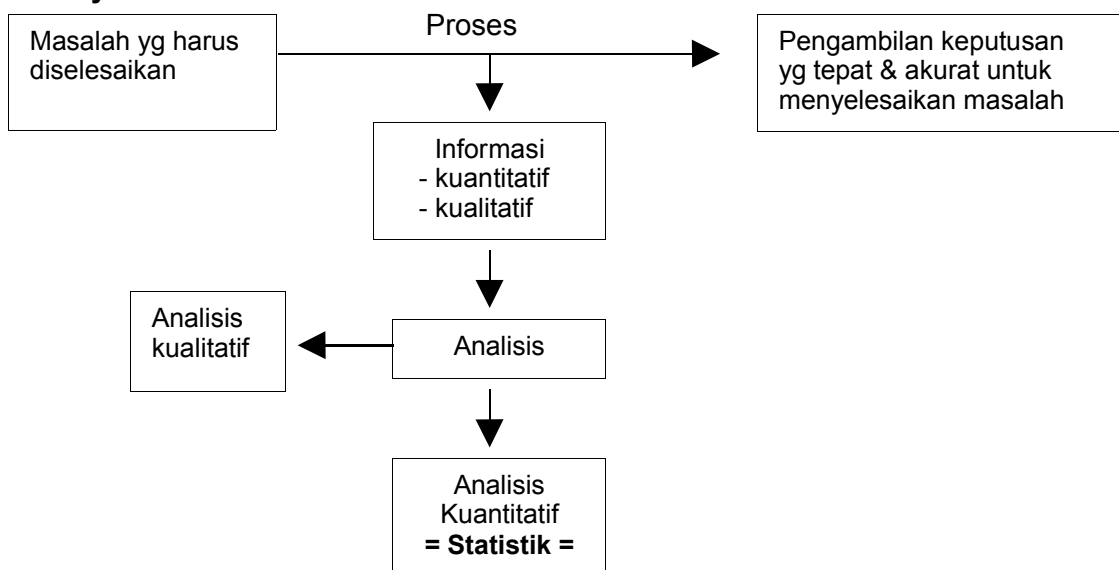 Proses
Masalah yg harus
diselesaikan
Pengambilan keputusan
yg tepat & akurat untuk
menyelesaikan masalah
Informasi
- kuantitatif
- kualitatif
Analisis
kualitatif
Analisis
Analisis
Kuantitatif
= Statistik =